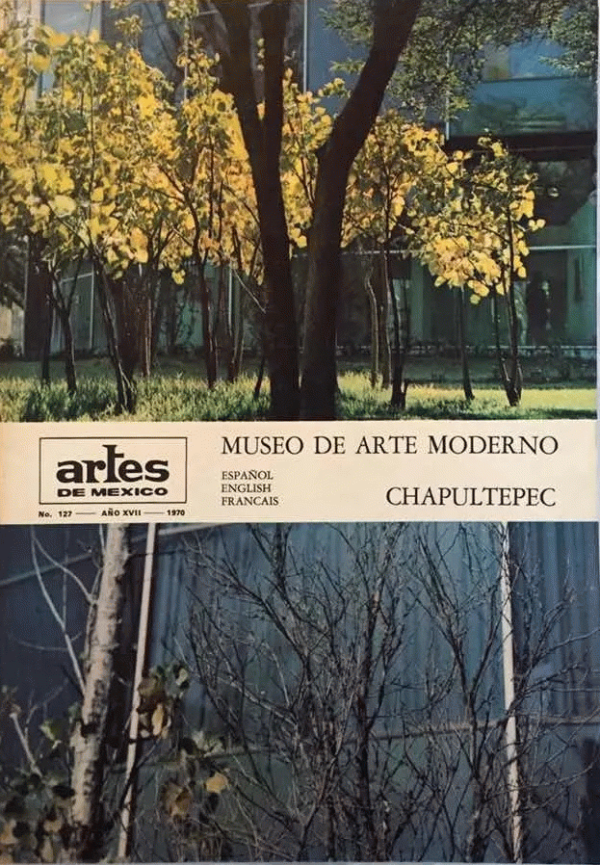 artes
DE MEXICO
No. 127 — AÑO XVII — 1970
MUSEO DE ARTE MODERNO
ESPAÑOL
ENGLISH
FRANCAIS
CHAPULTEPEC